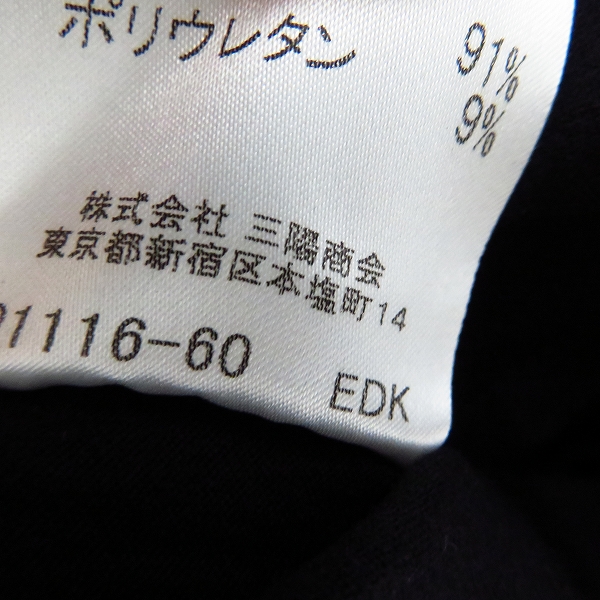 91%
ポリウレタン 9%
株式会社 三陽商会
東京都新宿区本塩町14
1116-60
EDK